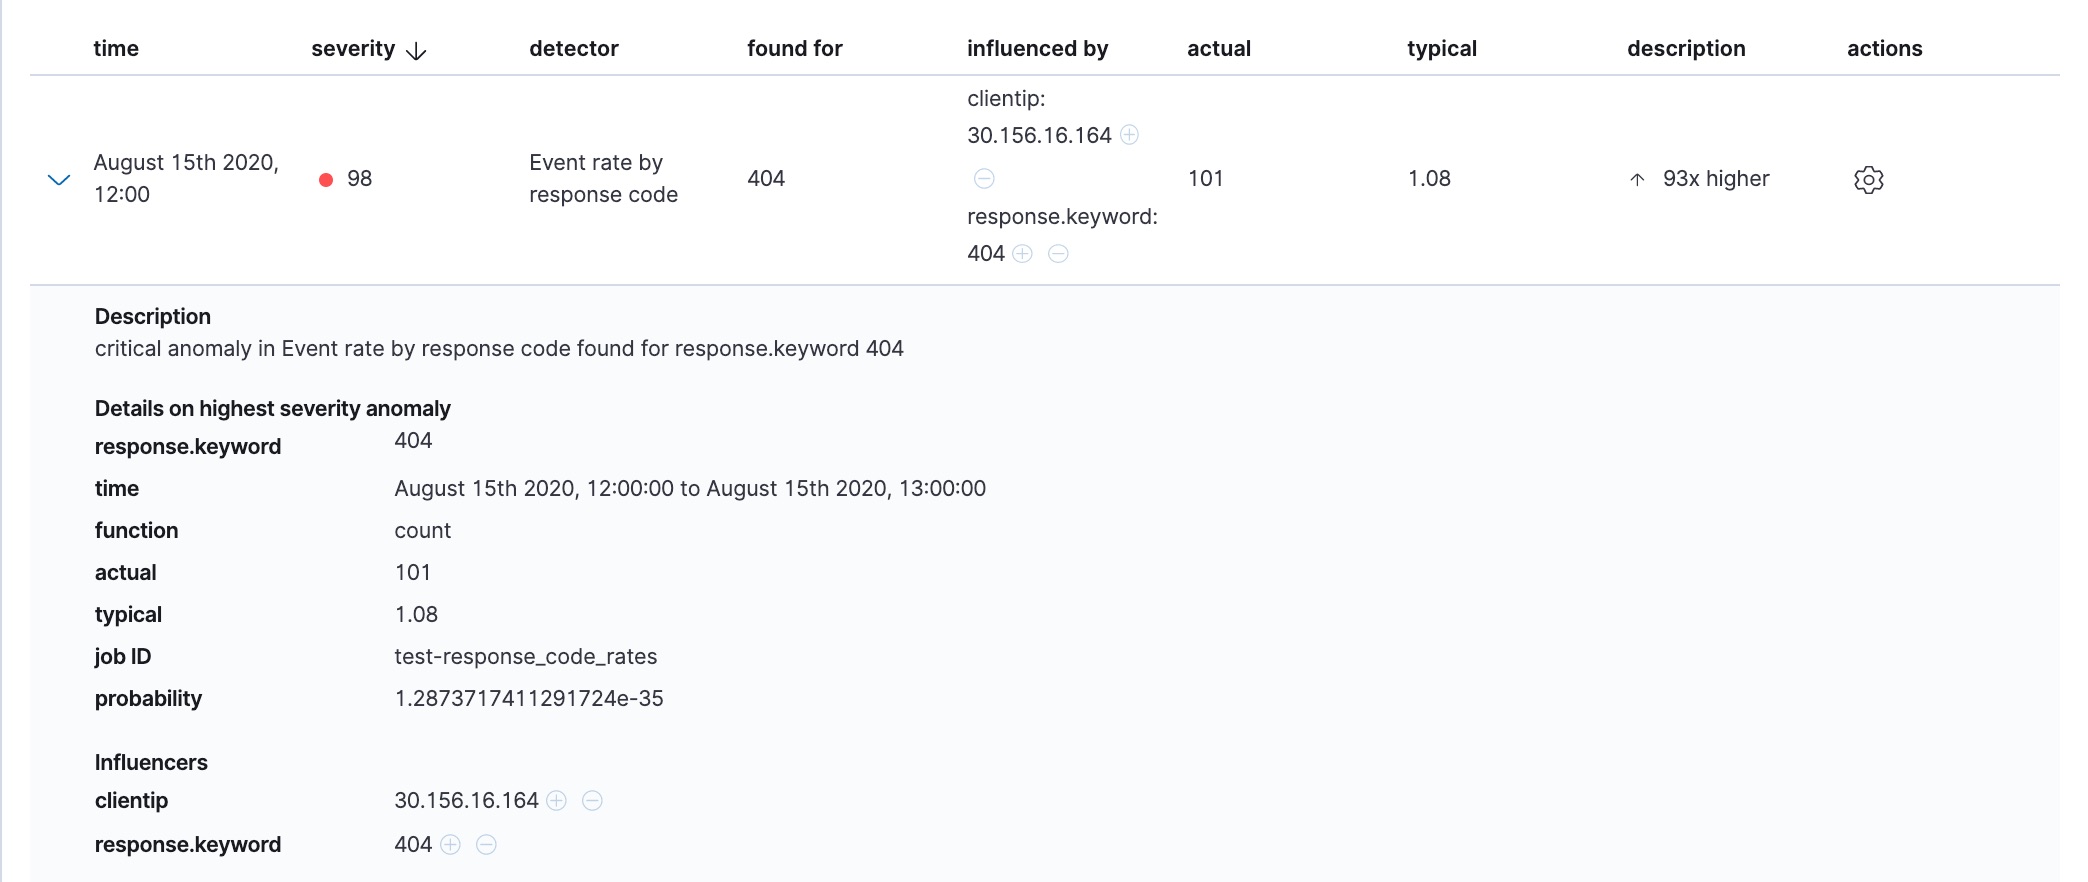 time severity detector found for influenced by actual typical description actions
August 15th 2020,
12:00
98
Event rate by
response code
404
clientip:
30.156.16.164
response.keyword:
404
101
1.08
93x higher
Description
critical anomaly in Event rate by response code found for response.keyword 404
Details on highest severity anomaly
response.keyword 404
time August 15th 2020, 12:00:00 to August 15th 2020, 13:00:00
function count
actual 101
typical 1.08
job ID test-response_code_rates
probability 1.2873717411291724e-35
Influencers
clientip 30.156.16.164
response.keyword 404